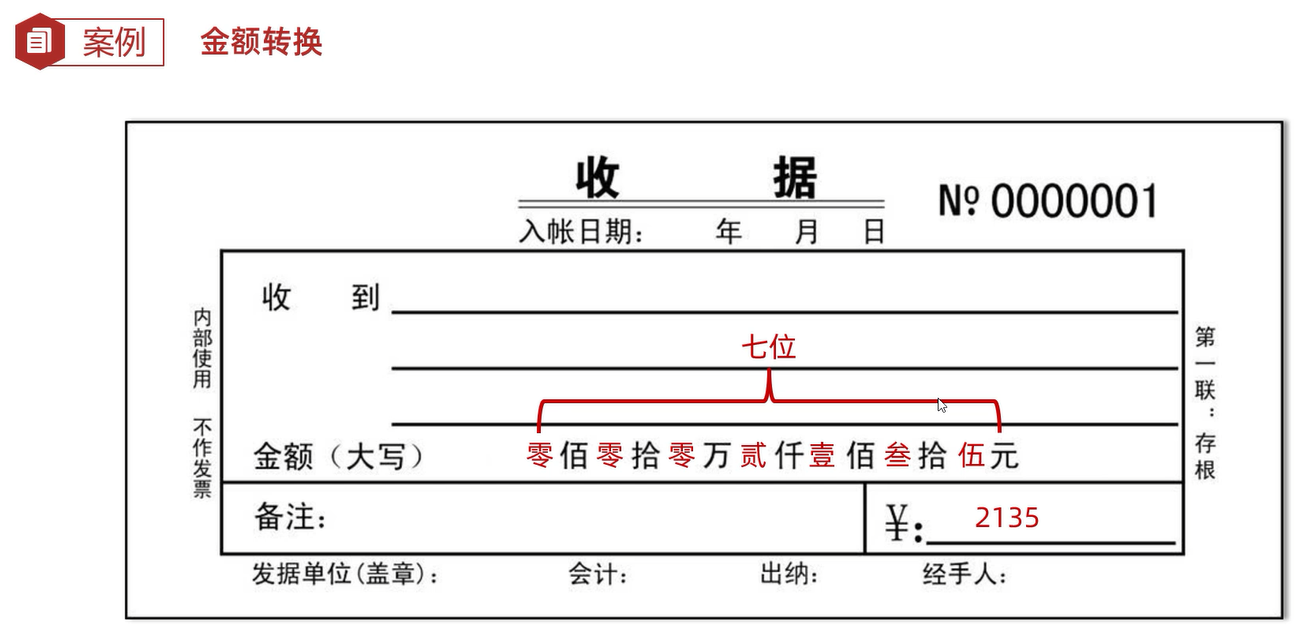 案例 金额转换
收 据
№ 0000001
入帐日期： 年 月 日
收 到
七位
金额（大写） 零佰零拾零万贰仟壹佰叁拾伍元
备注：
¥： 2135
内部使用 不作发票
第一联：存根
发据单位(盖章)： 会计： 出纳： 经手人：